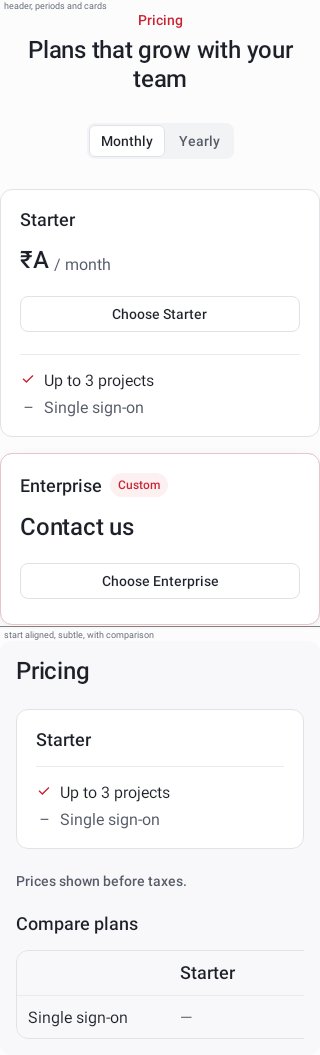 header, periods and cards
Pricing
Plans that grow with your
team
Monthly Yearly
Starter
₹A / month
Choose Starter
✓ Up to 3 projects
– Single sign-on
Enterprise Custom
Contact us
Choose Enterprise
start aligned, subtle, with comparison
Pricing
Starter
✓ Up to 3 projects
– Single sign-on
Prices shown before taxes.
Compare plans
Starter
Single sign-on —